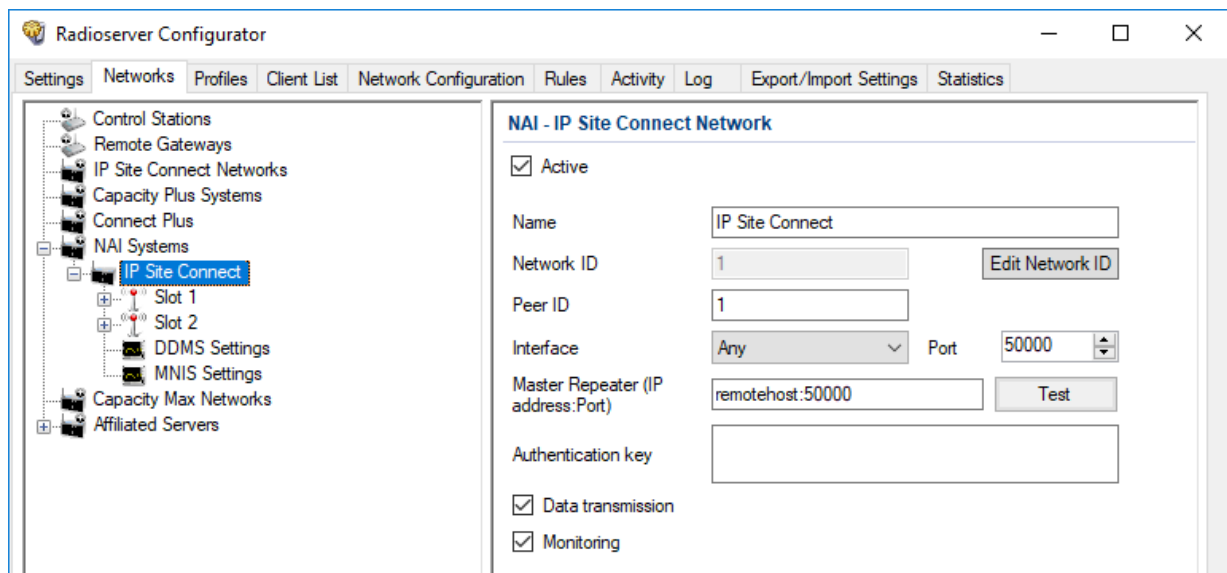 Radioserver Configurator
Settings Networks Profiles Client List Network Configuration Rules Activity Log Export/Import Settings Statistics
Control Stations
Remote Gateways
IP Site Connect Networks
Capacity Plus Systems
Connect Plus
NAI Systems
IP Site Connect
Slot 1
Slot 2
DDMS Settings
MNIS Settings
Capacity Max Networks
Affiliated Servers
NAI - IP Site Connect Network
Active
Name IP Site Connect
Network ID 1 Edit Network ID
Peer ID 1
Interface Any Port 50000
Master Repeater (IP
address:Port) remotehost:50000 Test
Authentication key
Data transmission
Monitoring